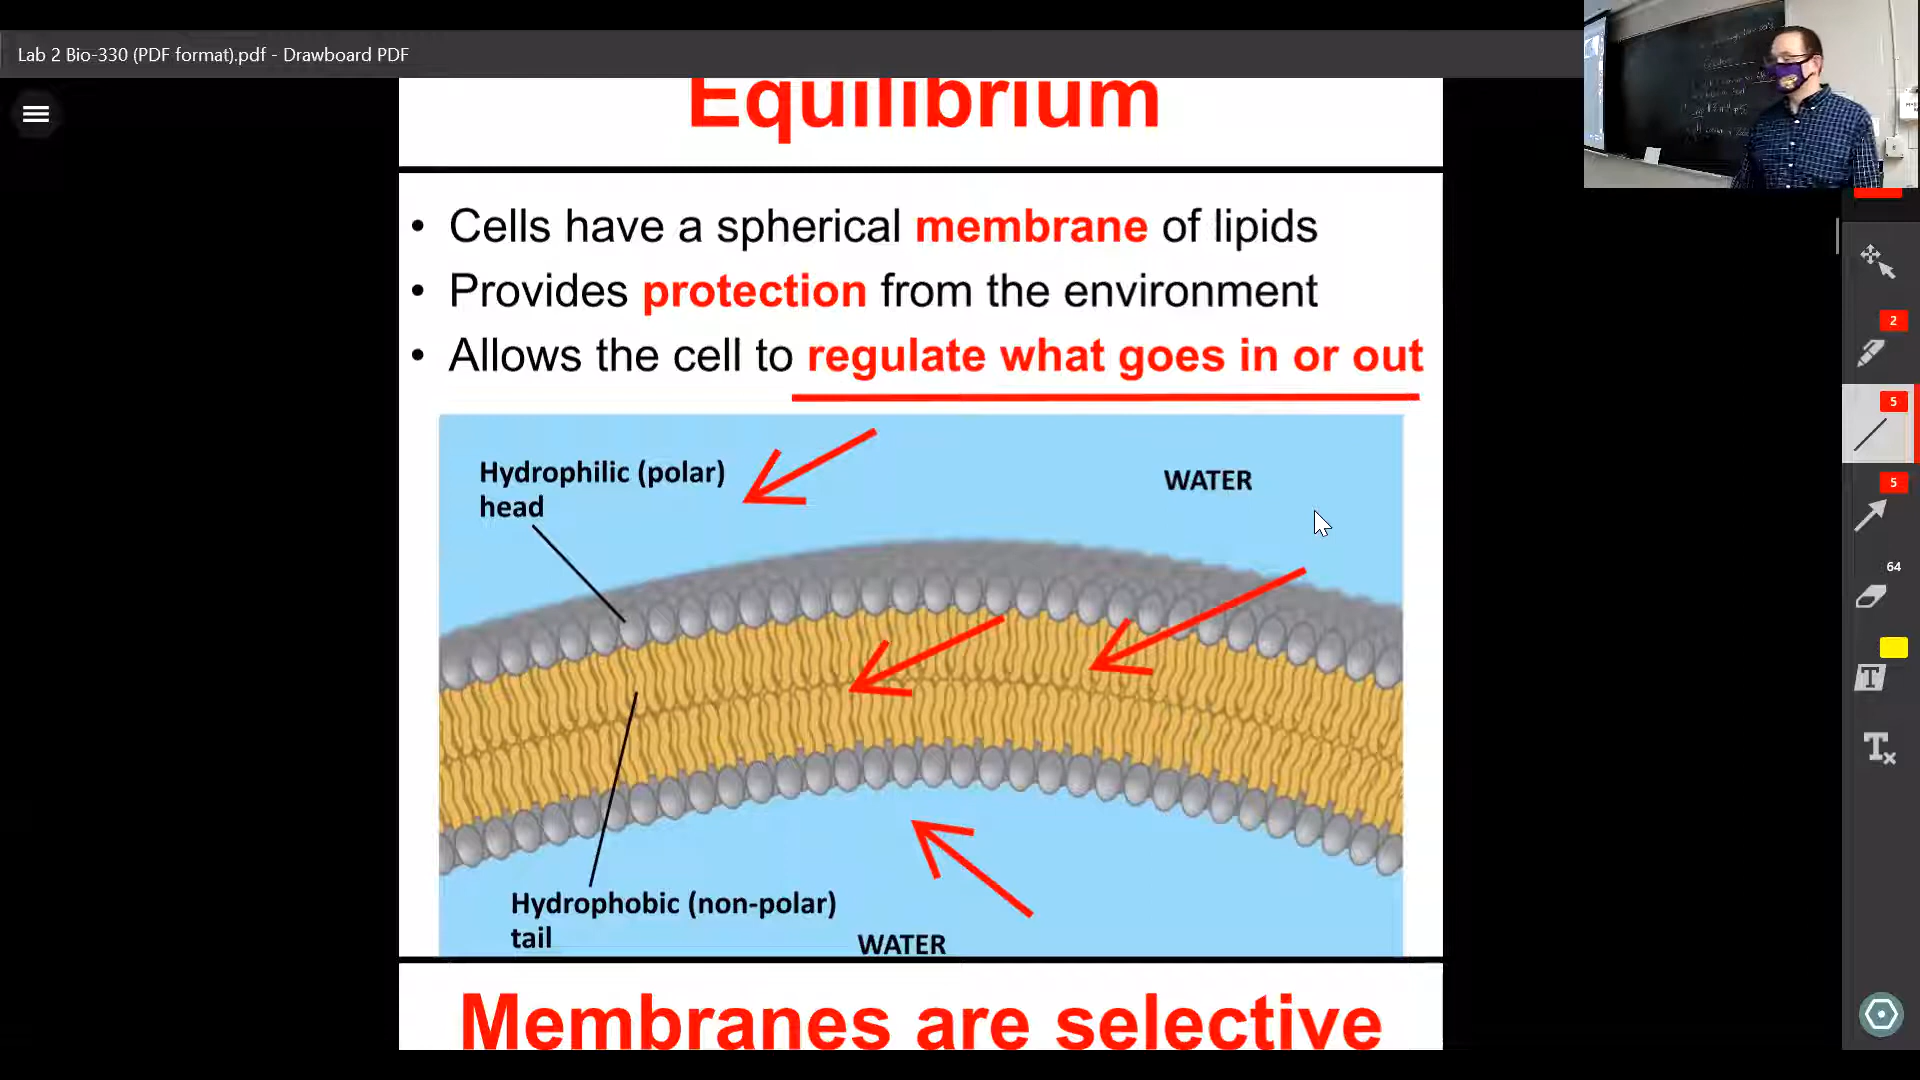 Lab 2 Bio-330 (PDF format).pdf - Drawboard PDF
Equilibrium
• Cells have a spherical membrane of lipids
• Provides protection from the environment
• Allows the cell to regulate what goes in or out
Hydrophilic (polar)
head
WATER
Hydrophobic (non-polar)
tail
WATER
Membranes are selective
2
5
5
64
T
Tx